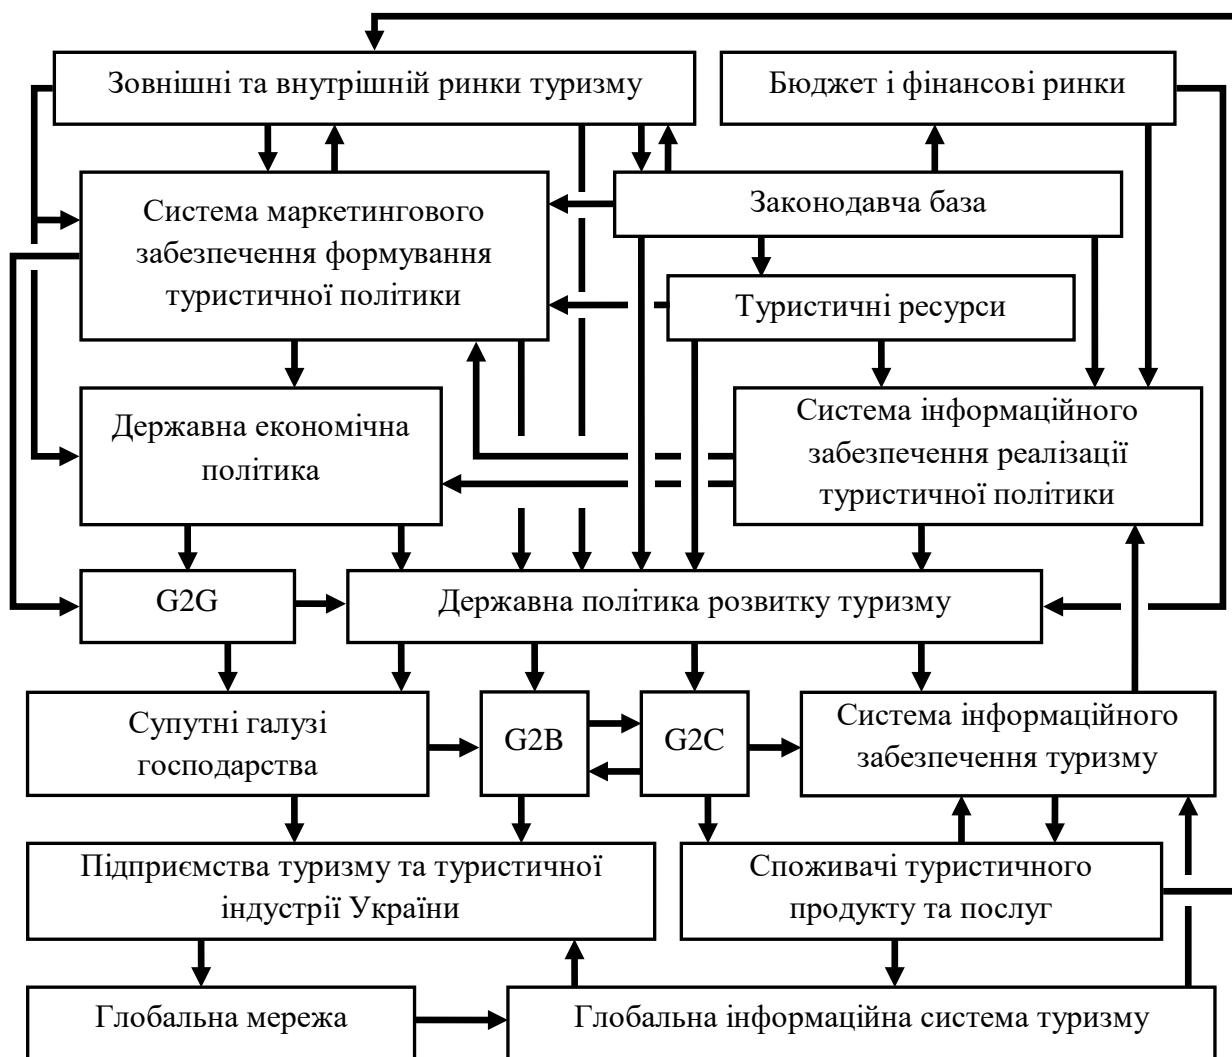 Зовнішні та внутрішній ринки туризму
Бюджет і фінансові ринки
Система маркетингового
забезпечення формування
туристичної політики
Законодавча база
Туристичні ресурси
Державна економічна
політика
Система інформаційного
забезпечення реалізації
туристичної політики
G2G
Державна політика розвитку туризму
Супутні галузі
господарства
G2B
G2C
Система інформаційного
забезпечення туризму
Підприємства туризму та туристичної
індустрії України
Споживачі туристичного
продукту та послуг
Глобальна мережа
Глобальна інформаційна система туризму